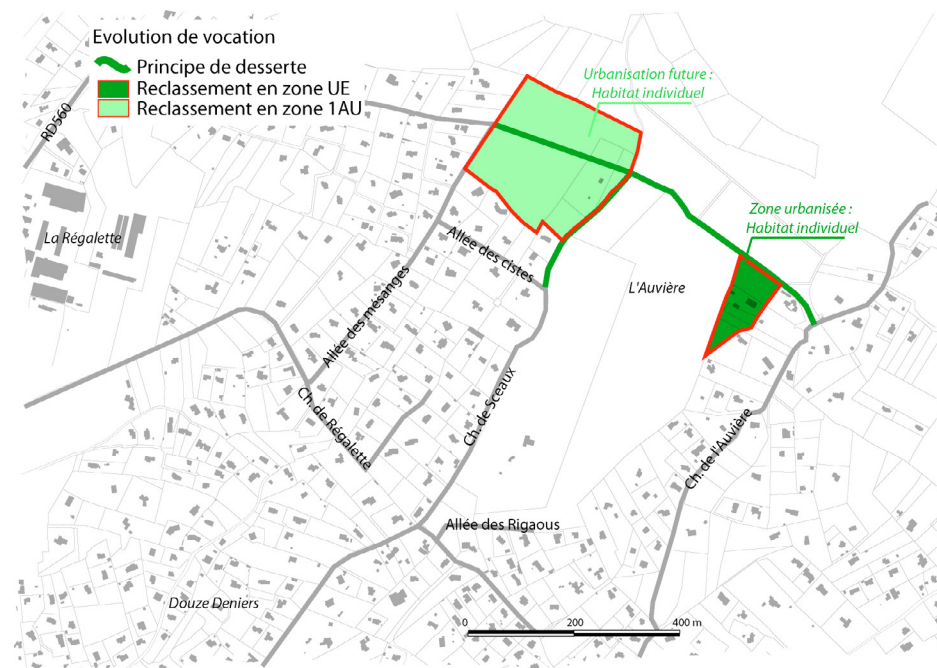 Evolution de vocation
Principe de desserte
Reclassement en zone UE
Reclassement en zone 1AU
Urbanisation future :
Habitat individuel
RD560
La Régalette
Allée des cistes
Zone urbanisée :
Habitat individuel
L'Auvière
Allée des mésanges
Ch. de Régalette
Ch. de Sceaux
Ch. de l'Auvière
Allée des Rigaous
Douze Deniers
0 200 400 m